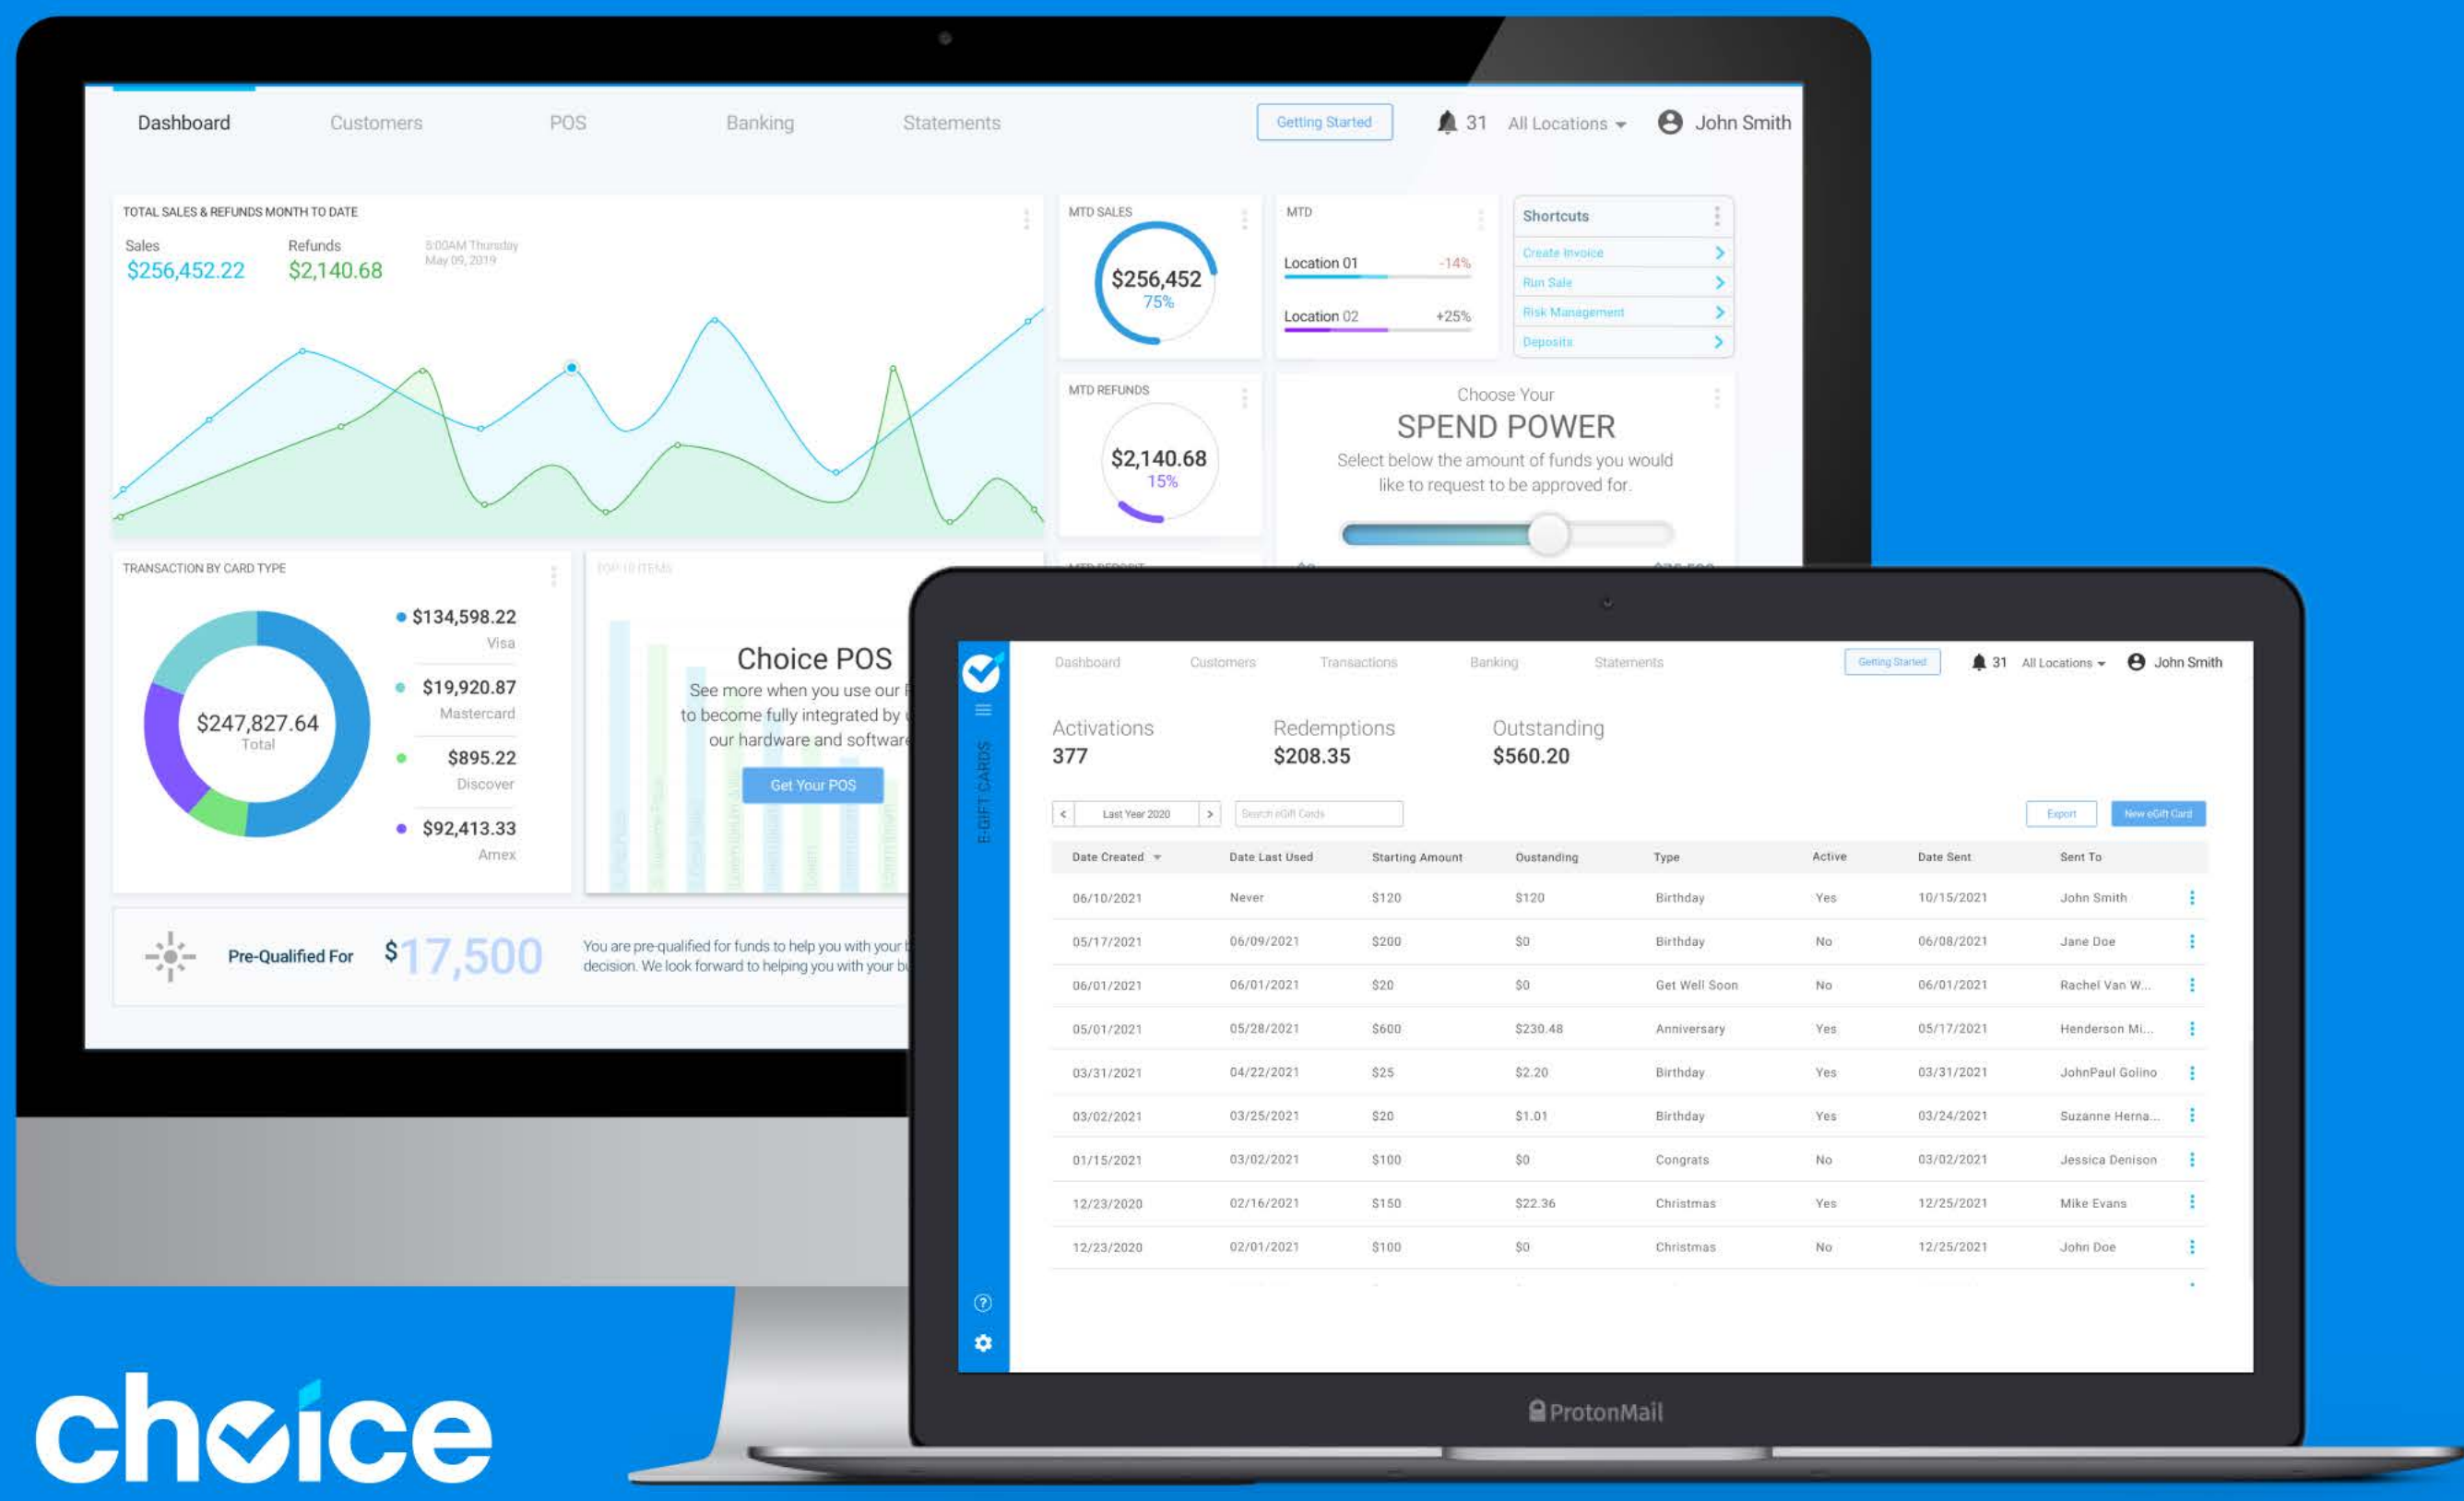 Dashboard Customers POS Banking Statements Getting Started 31 All Locations John Smith
TOTAL SALES & REFUNDS MONTH TO DATE
Sales Refunds 5:00AM Thursday
$256,452.22 $2,140.68 May 09, 2019
MTD SALES
$256,452
75%
MTD
Location 01 -14%
Location 02 +25%
Shortcuts
Create Invoice
Run Sale
Risk Management
Deposits
MTD REFUNDS
$2,140.68
15%
Choose Your
SPEND POWER
Select below the amount of funds you would
like to request to be approved for.
TRANSACTION BY CARD TYPE
$247,827.64
Total
$134,598.22
Visa
$19,920.87
Mastercard
$895.22
Discover
$92,413.33
Amex
TOP 10 ITEMS
Choice POS
See more when you use our
to become fully integrated by
our hardware and software
Get Your POS
Pre-Qualified For $17,500
You are pre-qualified for funds to help you with your
decision. We look forward to helping you with your
Dashboard Customers Transactions Banking Statements Getting Started 31 All Locations John Smith
E-GIFT CARDS
Activations Redemptions Outstanding
377 $208.35 $560.20
< Last Year 2020 > Search eGift Cards Export New eGift Card
Date Created Date Last Used Starting Amount Oustanding Type Active Date Sent Sent To
06/10/2021 Never $120 $120 Birthday Yes 10/15/2021 John Smith
05/17/2021 06/09/2021 $200 $0 Birthday No 06/08/2021 Jane Doe
06/01/2021 06/01/2021 $20 $0 Get Well Soon No 06/01/2021 Rachel Van W...
05/01/2021 05/28/2021 $600 $230.48 Anniversary Yes 05/17/2021 Henderson Mi...
03/31/2021 04/22/2021 $25 $2.20 Birthday Yes 03/31/2021 JohnPaul Golino
03/02/2021 03/25/2021 $20 $1.01 Birthday Yes 03/24/2021 Suzanne Herna...
01/15/2021 03/02/2021 $100 $0 Congrats No 03/02/2021 Jessica Denison
12/23/2020 02/16/2021 $150 $22.36 Christmas Yes 12/25/2021 Mike Evans
12/23/2020 02/01/2021 $100 $0 Christmas No 12/25/2021 John Doe
?
ProtonMail
choice